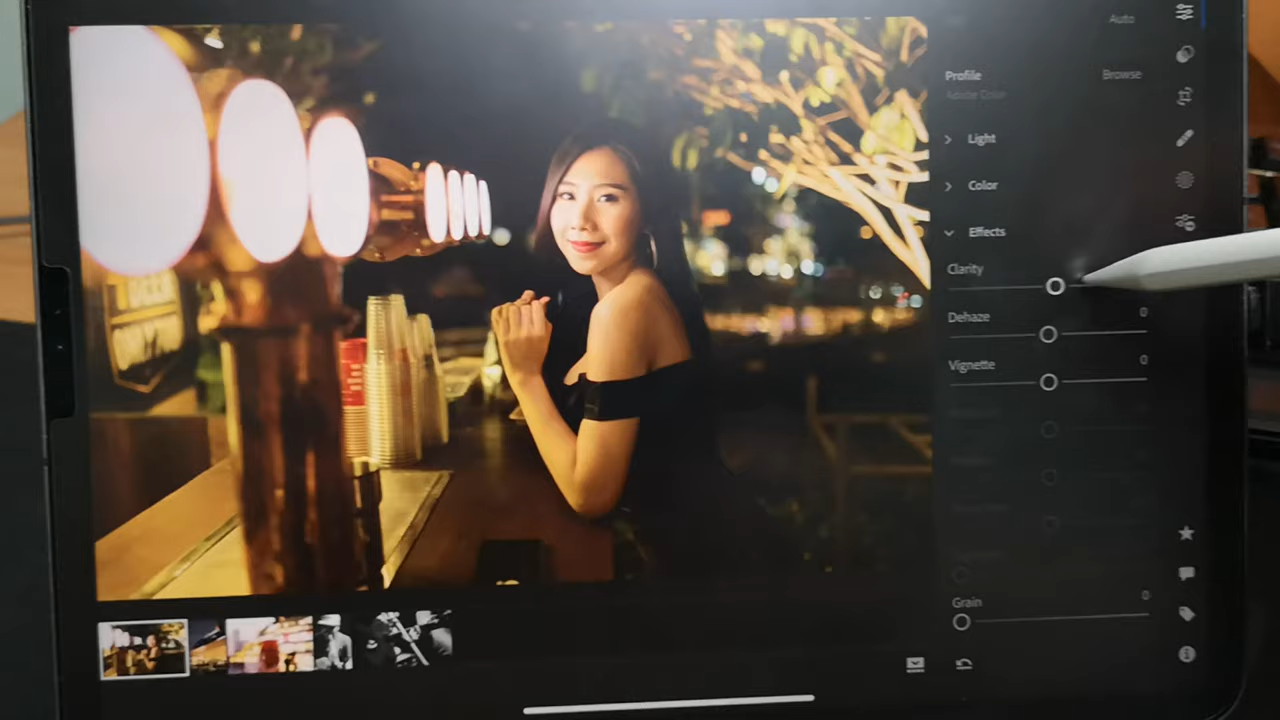 Auto
Profile
Browse
Adobe Color
Light
Color
Effects
Clarity
Dehaze 0
Vignette 0
Grain 0